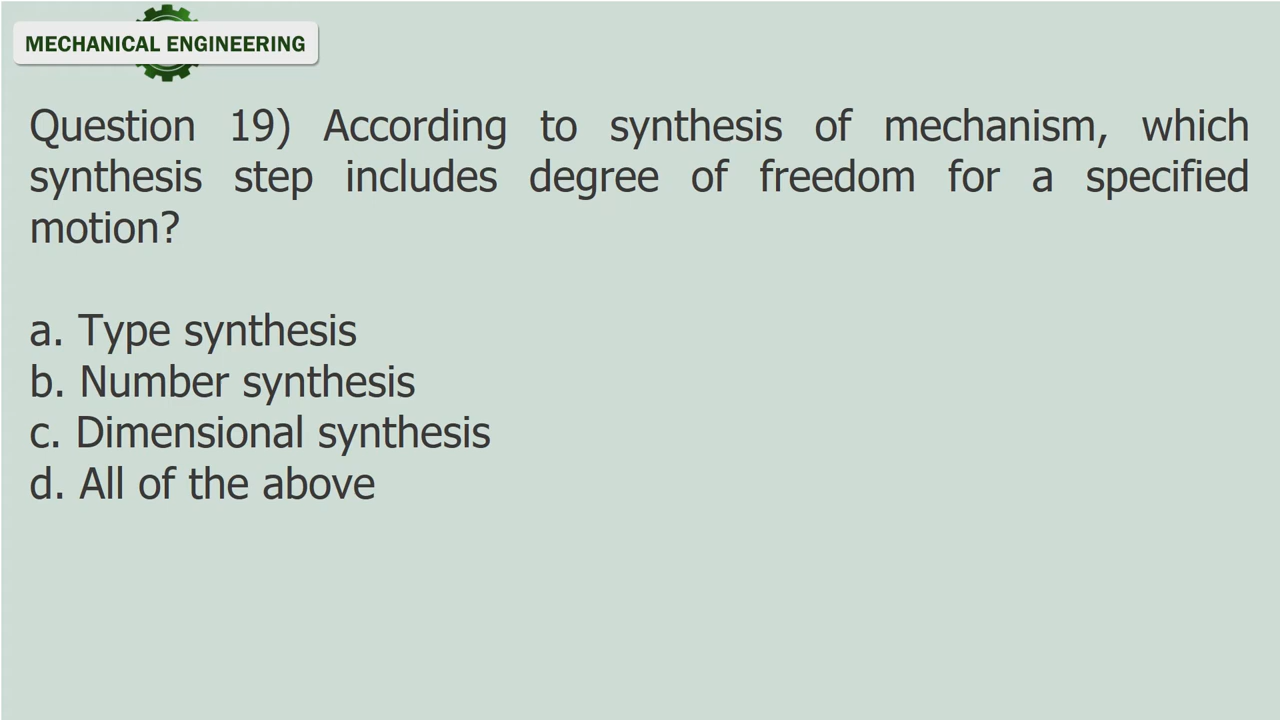 MECHANICAL ENGINEERING
Question 19) According to synthesis of mechanism, which
synthesis step includes degree of freedom for a specified
motion?
a. Type synthesis
b. Number synthesis
c. Dimensional synthesis
d. All of the above